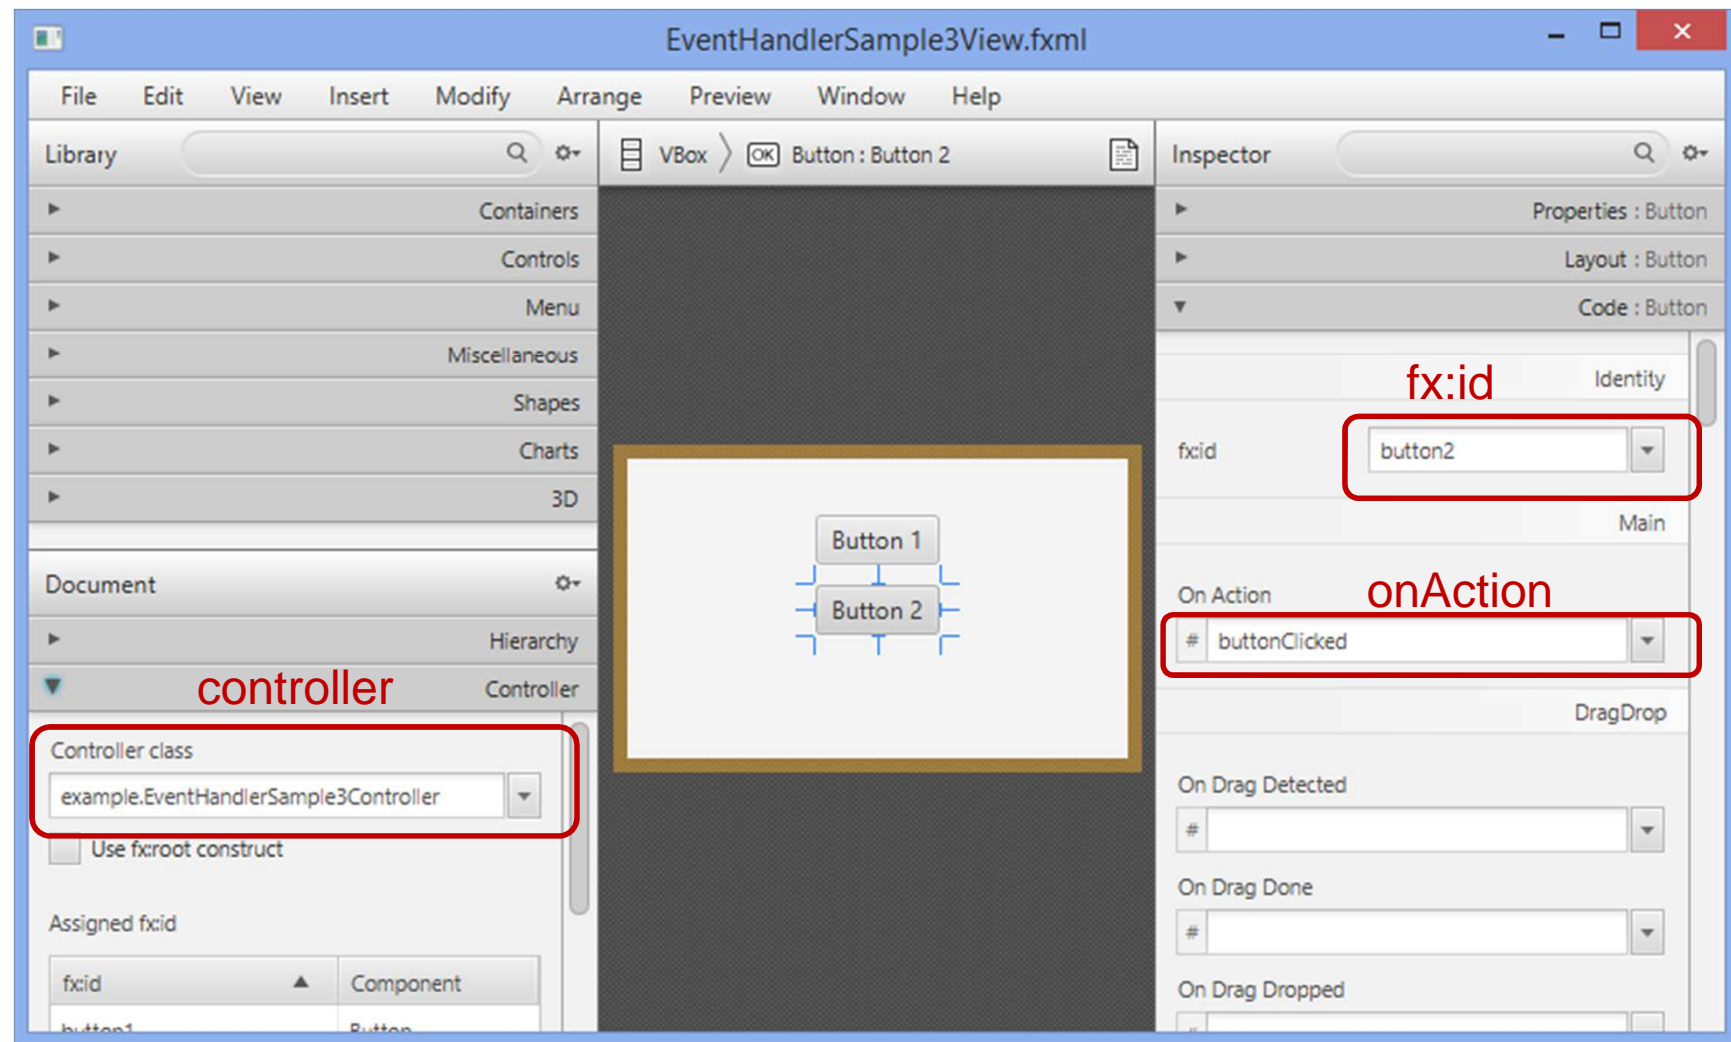 EventHandlerSample3View.fxml
File Edit View Insert Modify Arrange Preview Window Help
Library
Containers
Controls
Menu
Miscellaneous
Shapes
Charts
3D
Document
Hierarchy
controller
Controller
Controller class
example.EventHandlerSample3Controller
Use fx:root construct
Assigned fx:id
fx:id Component
button1 Button
VBox OK Button : Button 2
Button 1
Button 2
Inspector
Properties : Button
Layout : Button
Code : Button
fx:id
Identity
fx:id button2
Main
On Action
onAction
# buttonClicked
DragDrop
On Drag Detected
#
On Drag Done
#
On Drag Dropped
#